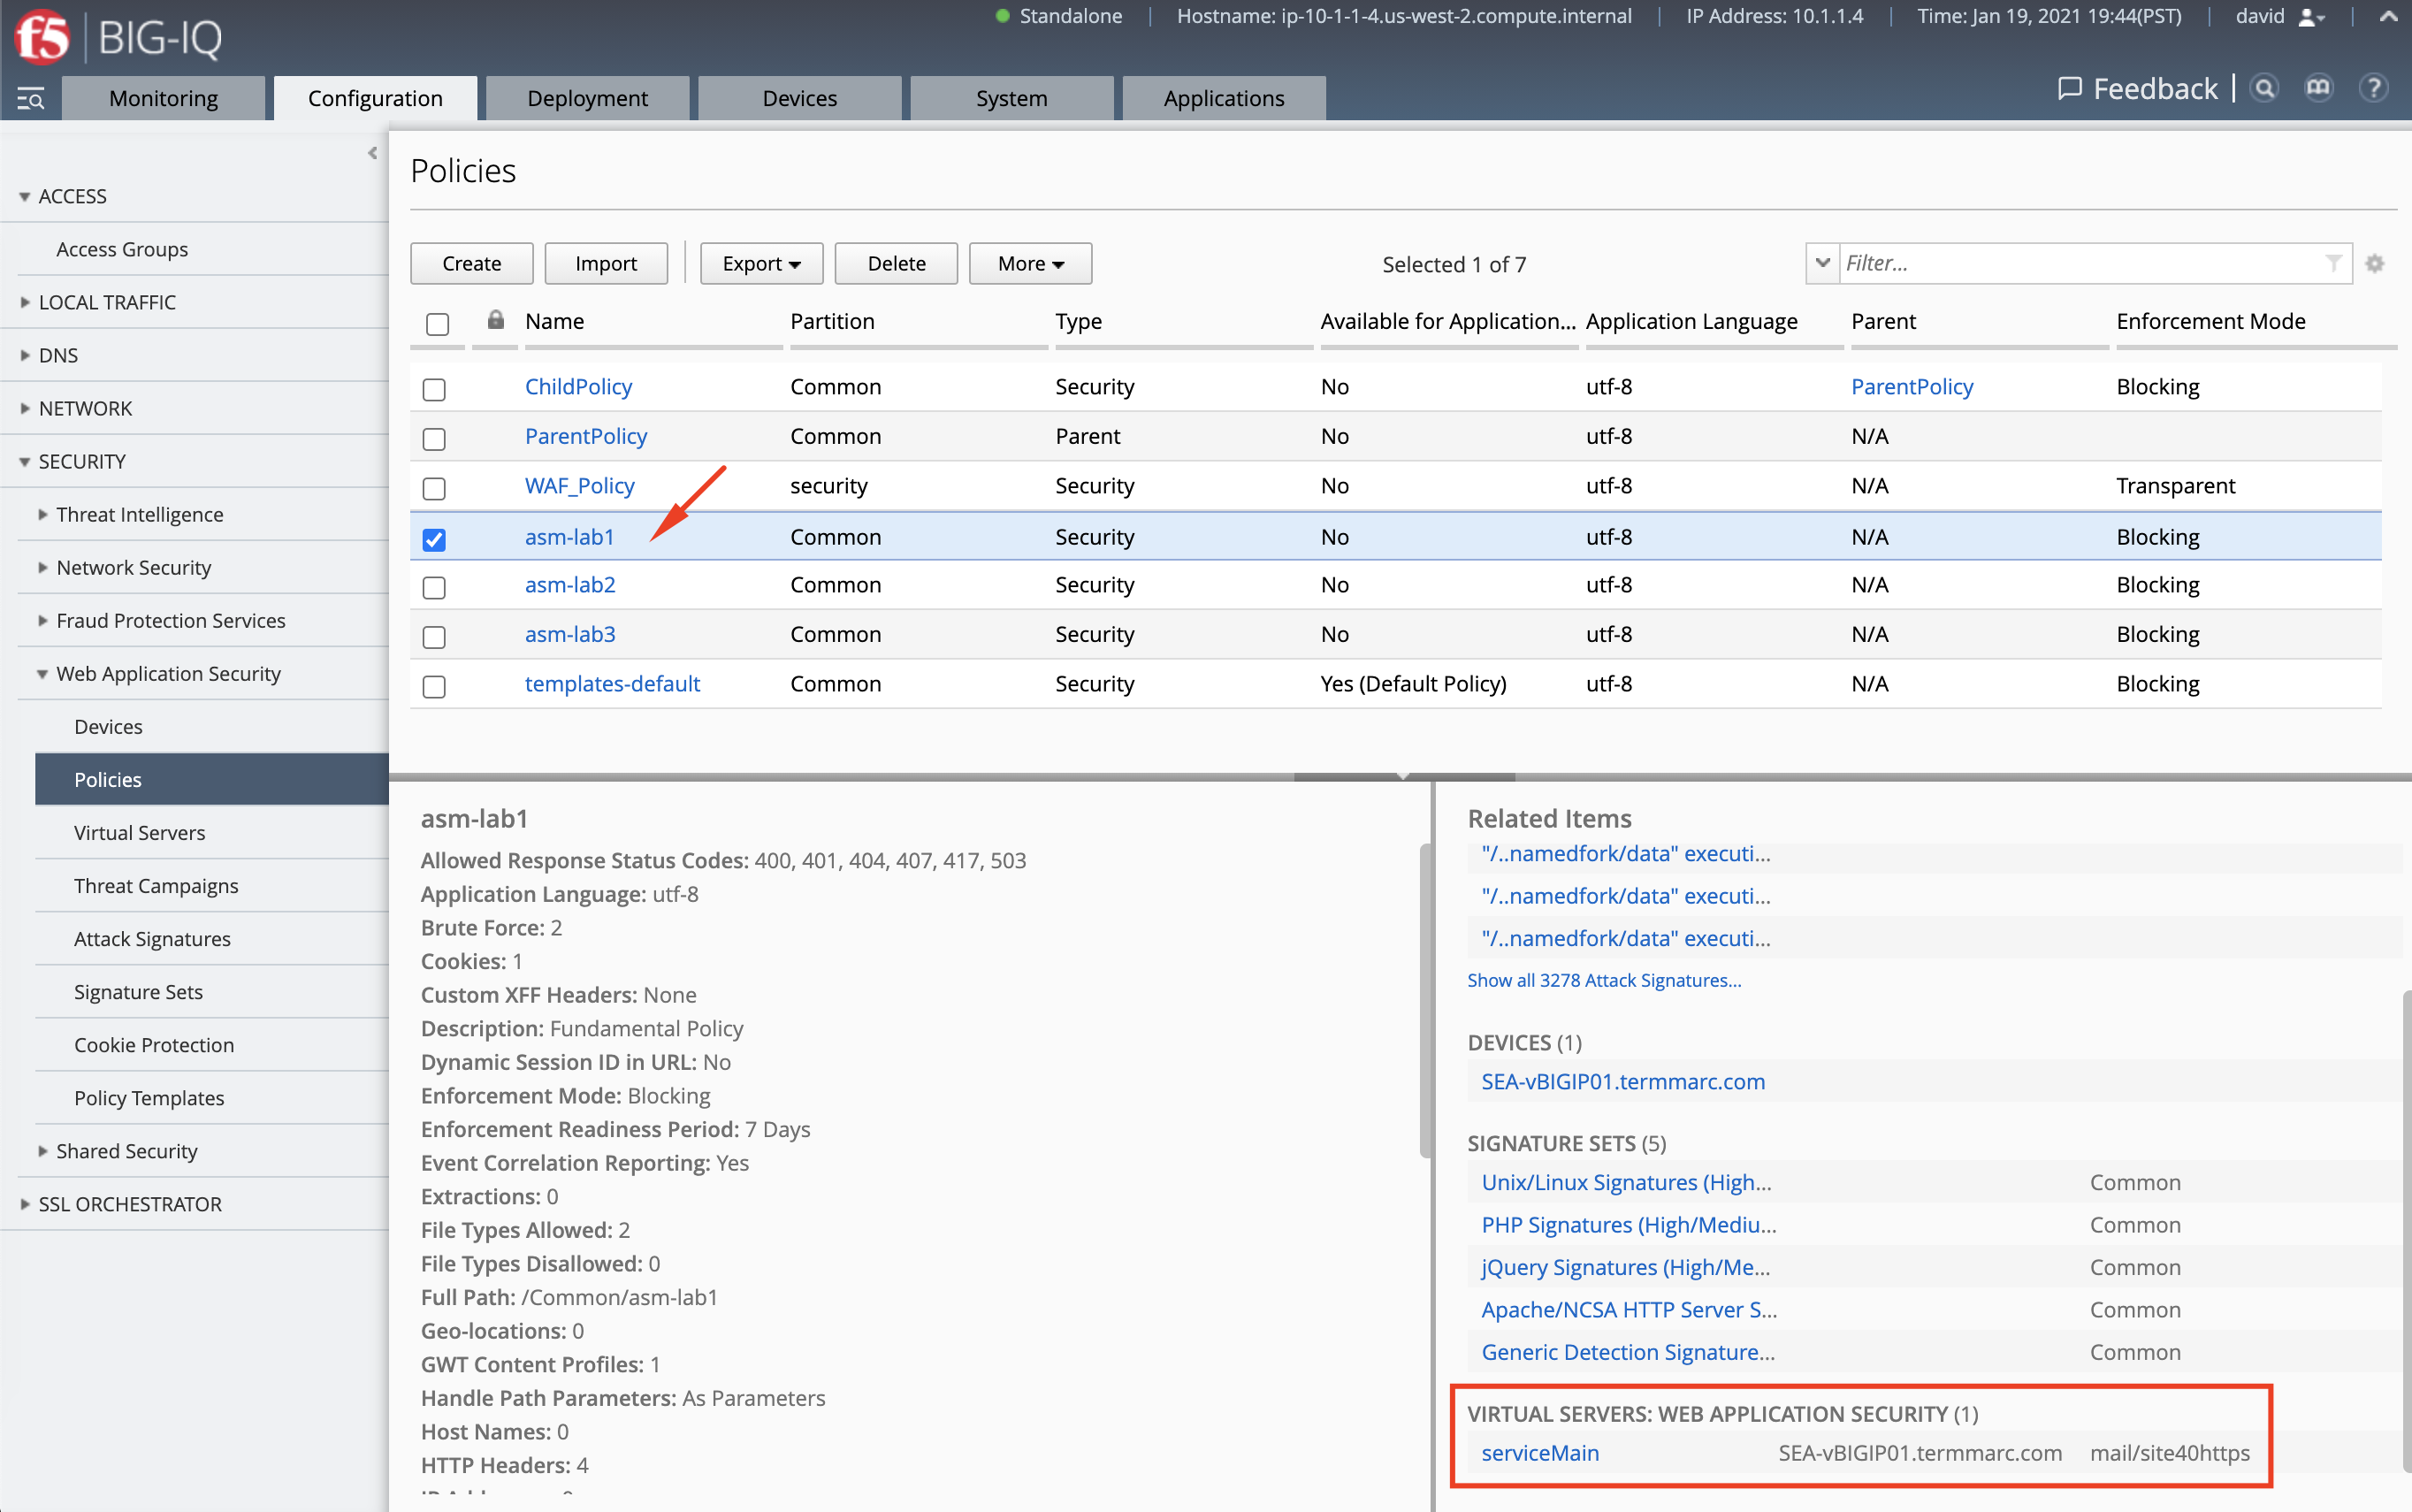 f5 BIG-IQ
Standalone
Hostname: ip-10-1-1-4.us-west-2.compute.internal
IP Address: 10.1.1.4
Time: Jan 19, 2021 19:44(PST)
david
Monitoring Configuration Deployment Devices System Applications
Feedback
ACCESS
Access Groups
LOCAL TRAFFIC
DNS
NETWORK
SECURITY
Threat Intelligence
Network Security
Fraud Protection Services
Web Application Security
Devices
Policies
Virtual Servers
Threat Campaigns
Attack Signatures
Signature Sets
Cookie Protection
Policy Templates
Shared Security
SSL ORCHESTRATOR
Policies
Create Import Export Delete More
Selected 1 of 7
Filter...
Name Partition Type Available for Application... Application Language Parent Enforcement Mode
ChildPolicy Common Security No utf-8 ParentPolicy Blocking
ParentPolicy Common Parent No utf-8 N/A
WAF_Policy security Security No utf-8 N/A Transparent
asm-lab1 Common Security No utf-8 N/A Blocking
asm-lab2 Common Security No utf-8 N/A Blocking
asm-lab3 Common Security No utf-8 N/A Blocking
templates-default Common Security Yes (Default Policy) utf-8 N/A Blocking
asm-lab1
Allowed Response Status Codes: 400, 401, 404, 407, 417, 503
Application Language: utf-8
Brute Force: 2
Cookies: 1
Custom XFF Headers: None
Description: Fundamental Policy
Dynamic Session ID in URL: No
Enforcement Mode: Blocking
Enforcement Readiness Period: 7 Days
Event Correlation Reporting: Yes
Extractions: 0
File Types Allowed: 2
File Types Disallowed: 0
Full Path: /Common/asm-lab1
Geo-locations: 0
GWT Content Profiles: 1
Handle Path Parameters: As Parameters
Host Names: 0
HTTP Headers: 4
Related Items
"/..namedfork/data" executi...
"/..namedfork/data" executi...
"/..namedfork/data" executi...
Show all 3278 Attack Signatures...
DEVICES (1)
SEA-vBIGIP01.termmarc.com
SIGNATURE SETS (5)
Unix/Linux Signatures (High... Common
PHP Signatures (High/Mediu... Common
jQuery Signatures (High/Me... Common
Apache/NCSA HTTP Server S... Common
Generic Detection Signature... Common
VIRTUAL SERVERS: WEB APPLICATION SECURITY (1)
serviceMain SEA-vBIGIP01.termmarc.com mail/site40https